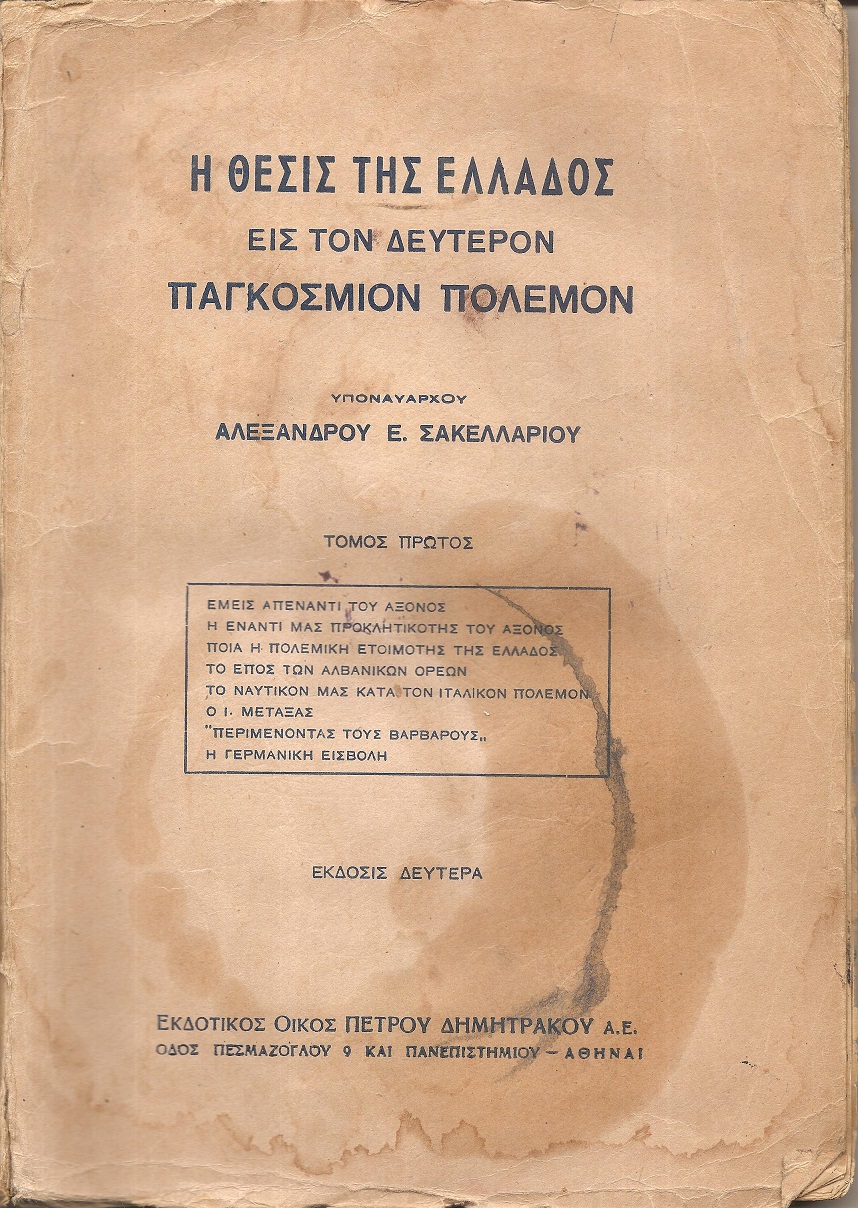 Η ΘΕΣΙΣ ΤΗΣ ΕΛΛΑΔΟΣ
ΕΙΣ ΤΟΝ ΔΕΥΤΕΡΟΝ
ΠΑΓΚΟΣΜΙΟΝ ΠΟΛΕΜΟΝ
ΥΠΟΝΑΥΑΡΧΟΥ
ΑΛΕΞΑΝΔΡΟΥ Ε. ΣΑΚΕΛΛΑΡΙΟΥ
ΤΟΜΟΣ ΠΡΩΤΟΣ
ΕΜΕΙΣ ΑΠΕΝΑΝΤΙ ΤΟΥ ΑΞΟΝΟΣ
Η ΕΝΑΝΤΙ ΜΑΣ ΠΡΟΚΛΗΤΙΚΟΤΗΣ ΤΟΥ ΑΞΟΝΟΣ
ΠΟΙΑ Η ΠΟΛΕΜΙΚΗ ΕΤΟΙΜΟΤΗΣ ΤΗΣ ΕΛΛΑΔΟΣ
ΤΟ ΕΠΟΣ ΤΩΝ ΑΛΒΑΝΙΚΩΝ ΟΡΕΩΝ
ΤΟ ΝΑΥΤΙΚΟΝ ΜΑΣ ΚΑΤΑ ΤΟΝ ΙΤΑΛΙΚΟΝ ΠΟΛΕΜΟΝ
Ο Ι. ΜΕΤΑΞΑΣ
"ΠΕΡΙΜΕΝΟΝΤΑΣ ΤΟΥΣ ΒΑΡΒΑΡΟΥΣ„
Η ΓΕΡΜΑΝΙΚΗ ΕΙΣΒΟΛΗ
ΕΚΔΟΣΙΣ ΔΕΥΤΕΡΑ
ΕΚΔΟΤΙΚΟΣ ΟΙΚΟΣ ΠΕΤΡΟΥ ΔΗΜΗΤΡΑΚΟΥ Α.Ε.
ΟΔΟΣ ΠΕΣΜΑΖΟΓΛΟΥ 9 ΚΑΙ ΠΑΝΕΠΙΣΤΗΜΙΟΥ — ΑΘΗΝΑΙ